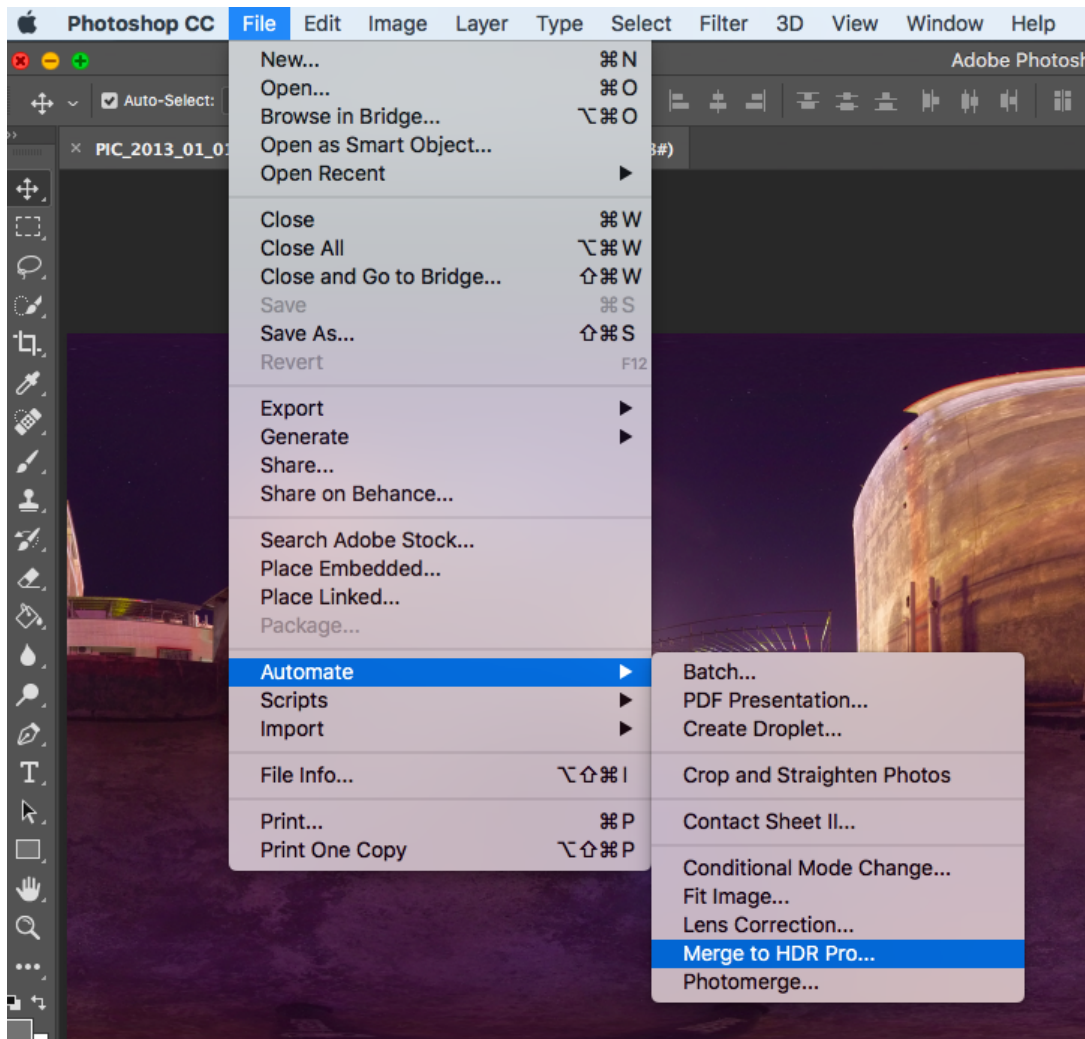 Photoshop CC File Edit Image Layer Type Select Filter 3D View Window Help
Adobe
Auto-Select:
PIC_2013_01_01
#)
New... ⌘N
Open... ⌘O
Browse in Bridge... ⌥⌘O
Open as Smart Object...
Open Recent
Close ⌘W
Close All ⌥⌘W
Close and Go to Bridge... ⇧⌘W
Save ⌘S
Save As... ⇧⌘S
Revert F12
Export
Generate
Share...
Share on Behance...
Search Adobe Stock...
Place Embedded...
Place Linked...
Package...
Automate
Scripts
Import
File Info... ⌥⇧⌘I
Print... ⌘P
Print One Copy ⌥⇧⌘P
Batch...
PDF Presentation...
Create Droplet...
Crop and Straighten Photos
Contact Sheet II...
Conditional Mode Change...
Fit Image...
Lens Correction...
Merge to HDR Pro...
Photomerge...